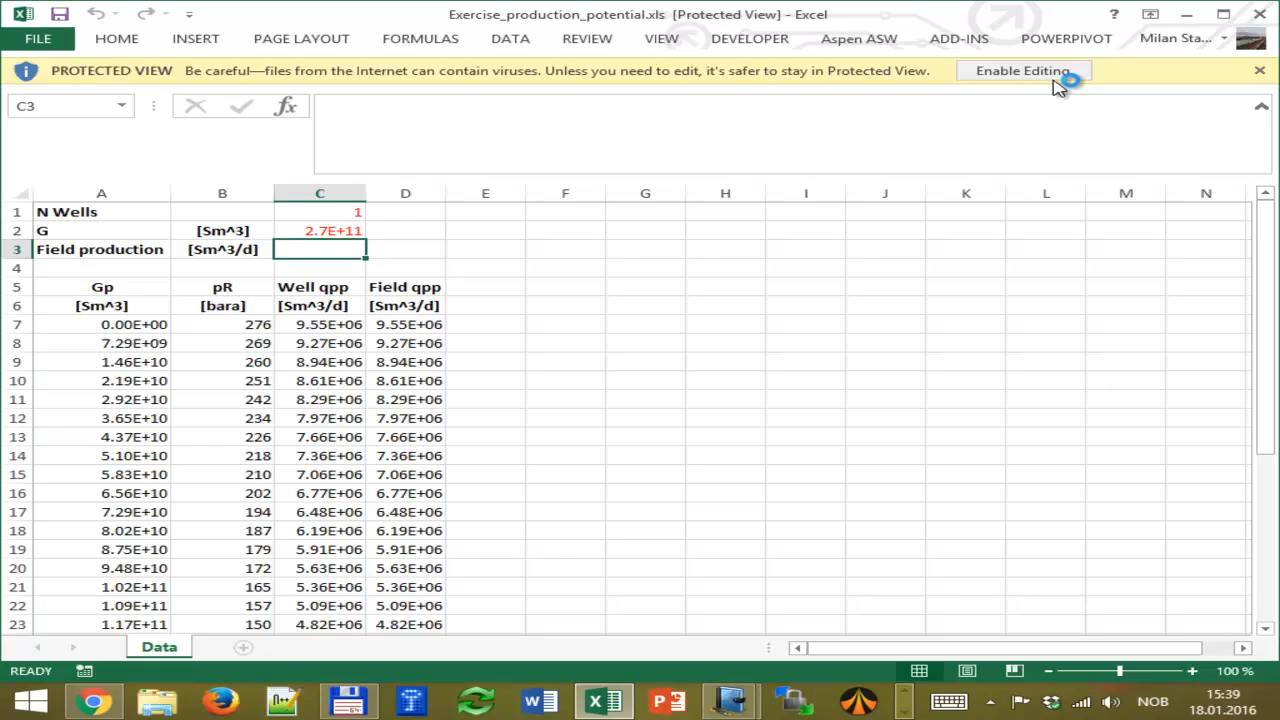 Exercise_production_potential.xls [Protected View] - Excel
FILE HOME INSERT PAGE LAYOUT FORMULAS DATA REVIEW VIEW DEVELOPER Aspen ASW ADD-INS POWERPIVOT Milan Sta...
PROTECTED VIEW Be careful—files from the Internet can contain viruses. Unless you need to edit, it's safer to stay in Protected View. Enable Editing
C3 fx
A B C D E F G H I J K L M N
1 N Wells 1
2 G [Sm^3] 2.7E+11
3 Field production [Sm^3/d]
4
5 Gp pR Well qpp Field qpp
6 [Sm^3] [bara] [Sm^3/d] [Sm^3/d]
7 0.00E+00 276 9.55E+06 9.55E+06
8 7.29E+09 269 9.27E+06 9.27E+06
9 1.46E+10 260 8.94E+06 8.94E+06
10 2.19E+10 251 8.61E+06 8.61E+06
11 2.92E+10 242 8.29E+06 8.29E+06
12 3.65E+10 234 7.97E+06 7.97E+06
13 4.37E+10 226 7.66E+06 7.66E+06
14 5.10E+10 218 7.36E+06 7.36E+06
15 5.83E+10 210 7.06E+06 7.06E+06
16 6.56E+10 202 6.77E+06 6.77E+06
17 7.29E+10 194 6.48E+06 6.48E+06
18 8.02E+10 187 6.19E+06 6.19E+06
19 8.75E+10 179 5.91E+06 5.91E+06
20 9.48E+10 172 5.63E+06 5.63E+06
21 1.02E+11 165 5.36E+06 5.36E+06
22 1.09E+11 157 5.09E+06 5.09E+06
23 1.17E+11 150 4.82E+06 4.82E+06
Data
READY 100 %
NOB 15:39
18.01.2016